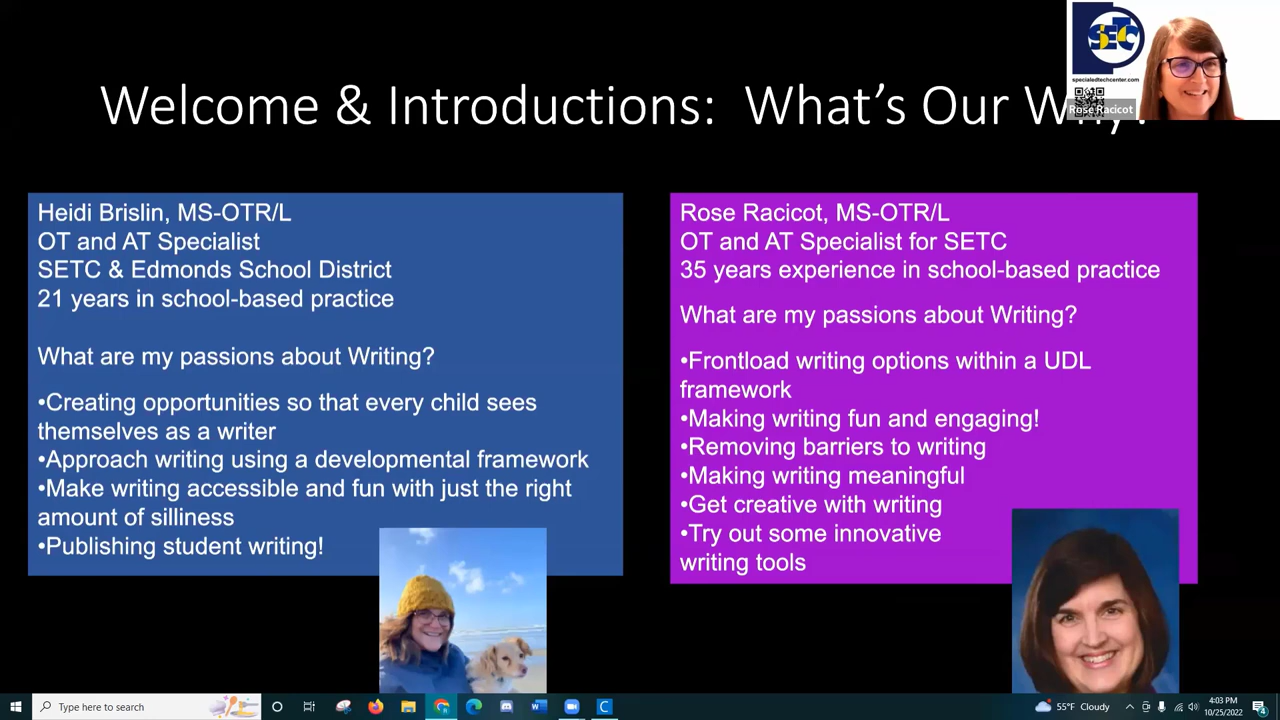 SETC
specialedtechcenter.com
Rose Racicot
Welcome & Introductions: What's Our Why?
Heidi Brislin, MS-OTR/L
OT and AT Specialist
SETC & Edmonds School District
21 years in school-based practice
What are my passions about Writing?
•Creating opportunities so that every child sees
themselves as a writer
•Approach writing using a developmental framework
•Make writing accessible and fun with just the right
amount of silliness
•Publishing student writing!
Rose Racicot, MS-OTR/L
OT and AT Specialist for SETC
35 years experience in school-based practice
What are my passions about Writing?
•Frontload writing options within a UDL
framework
•Making writing fun and engaging!
•Removing barriers to writing
•Making writing meaningful
•Get creative with writing
•Try out some innovative
writing tools
Type here to search
55°F Cloudy
4:03 PM
10/25/2022
4